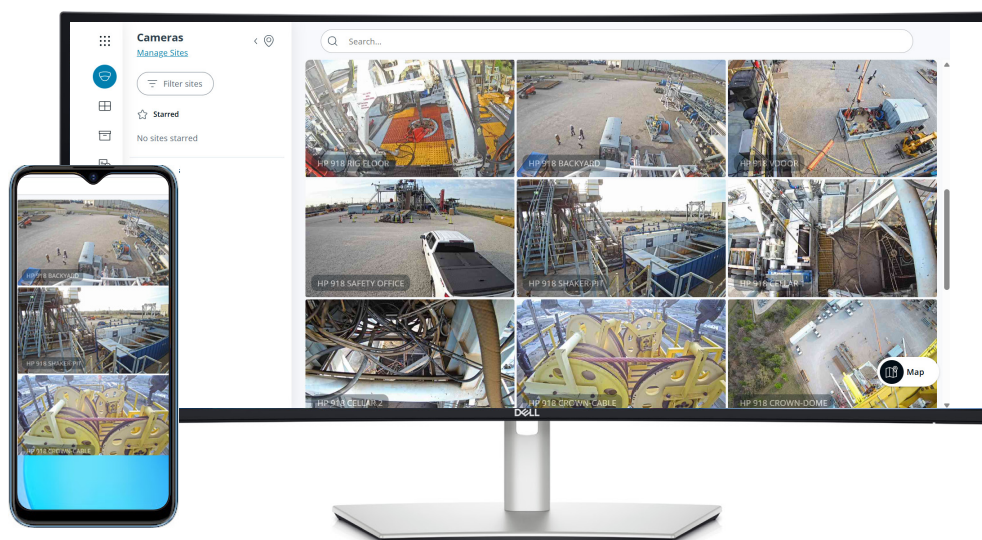 Cameras
Manage Sites
Filter sites
Starred
No sites starred
Search...
HP 918 RIG FLOOR
HP 918 BACKYARD
HP 918 VDOOR
HP 918 SAFETY OFFICE
HP 918 SHAKER PIT
HP 918 CELLAR 1
HP 918 CELLAR 2
HP 918 CROWN-CABLE
HP 918 CROWN-DOME
Map
DELL
HP 918 BACKYARD
HP 918 SHAKER PIT
HP 918 CROWN-CABLE